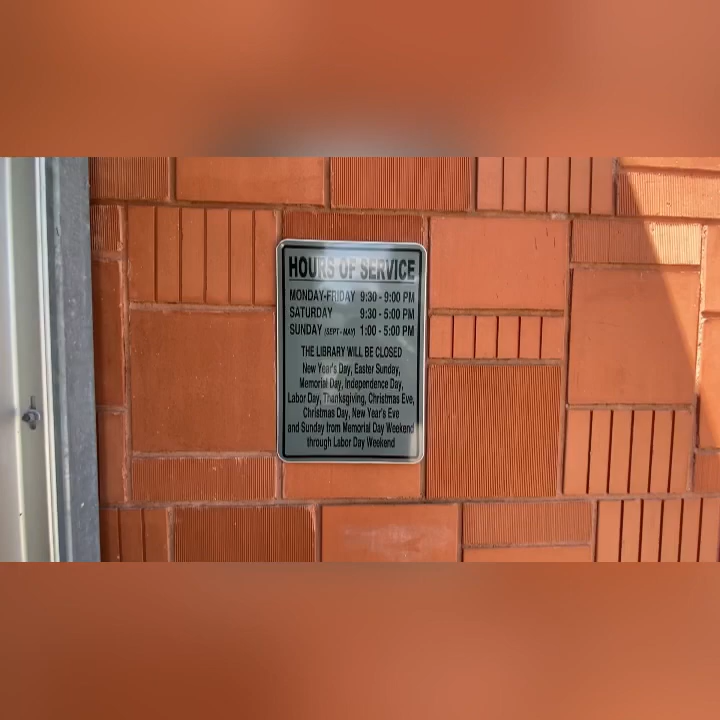 HOURS OF SERVICE
MONDAY-FRIDAY 9:30 - 9:00 PM
SATURDAY 9:30 - 5:00 PM
SUNDAY (SEPT - MAY) 1:00 - 5:00 PM
THE LIBRARY WILL BE CLOSED
New Year's Day, Easter Sunday,
Memorial Day, Independence Day,
Labor Day, Thanksgiving, Christmas Eve,
Christmas Day, New Year's Eve
and Sunday from Memorial Day Weekend
through Labor Day Weekend